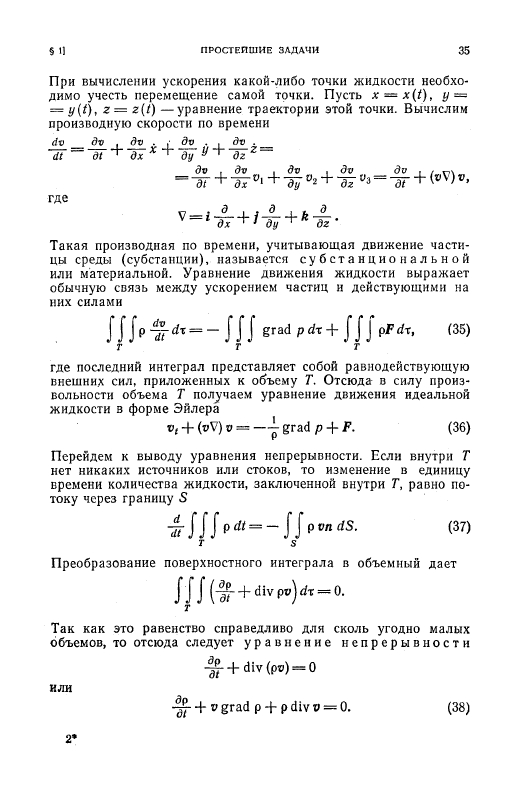 § 1] ПРОСТЕЙШИЕ ЗАДАЧИ 35
При вычислении ускорения какой-либо точки жидкости необхо-
димо учесть перемещение самой точки. Пусть x = x(t), y =
= y(t), z = z(t) — уравнение траектории этой точки. Вычислим
производную скорости по времени
dv/dt = ∂v/∂t + ∂v/∂x ẋ + ∂v/∂y ẏ + ∂v/∂z ż =
= ∂v/∂t + ∂v/∂x v₁ + ∂v/∂y v₂ + ∂v/∂z v₃ = ∂v/∂t + (v∇) v,
где
∇ = i ∂/∂x + j ∂/∂y + k ∂/∂z .
Такая производная по времени, учитывающая движение части-
цы среды (субстанции), называется субстанциональной
или материальной. Уравнение движения жидкости выражает
обычную связь между ускорением частиц и действующими на
них силами
∫∫∫_T ρ dv/dt dτ = − ∫∫∫_T grad p dτ + ∫∫∫_T ρF dτ, (35)
где последний интеграл представляет собой равнодействующую
внешних сил, приложенных к объему T. Отсюда в силу произ-
вольности объема T получаем уравнение движения идеальной
жидкости в форме Эйлера
v_t + (v∇) v = − 1/ρ grad p + F. (36)
Перейдем к выводу уравнения непрерывности. Если внутри T
нет никаких источников или стоков, то изменение в единицу
времени количества жидкости, заключенной внутри T, равно по-
току через границу S
d/dt ∫∫∫_T ρ dt = − ∫∫_S ρ vn dS. (37)
Преобразование поверхностного интеграла в объемный дает
∫∫∫_T (∂ρ/∂t + div ρv) dτ = 0.
Так как это равенство справедливо для сколь угодно малых
объемов, то отсюда следует уравнение непрерывности
∂ρ/∂t + div (ρv) = 0
или
∂ρ/∂t + v grad ρ + ρ div v = 0. (38)
2*